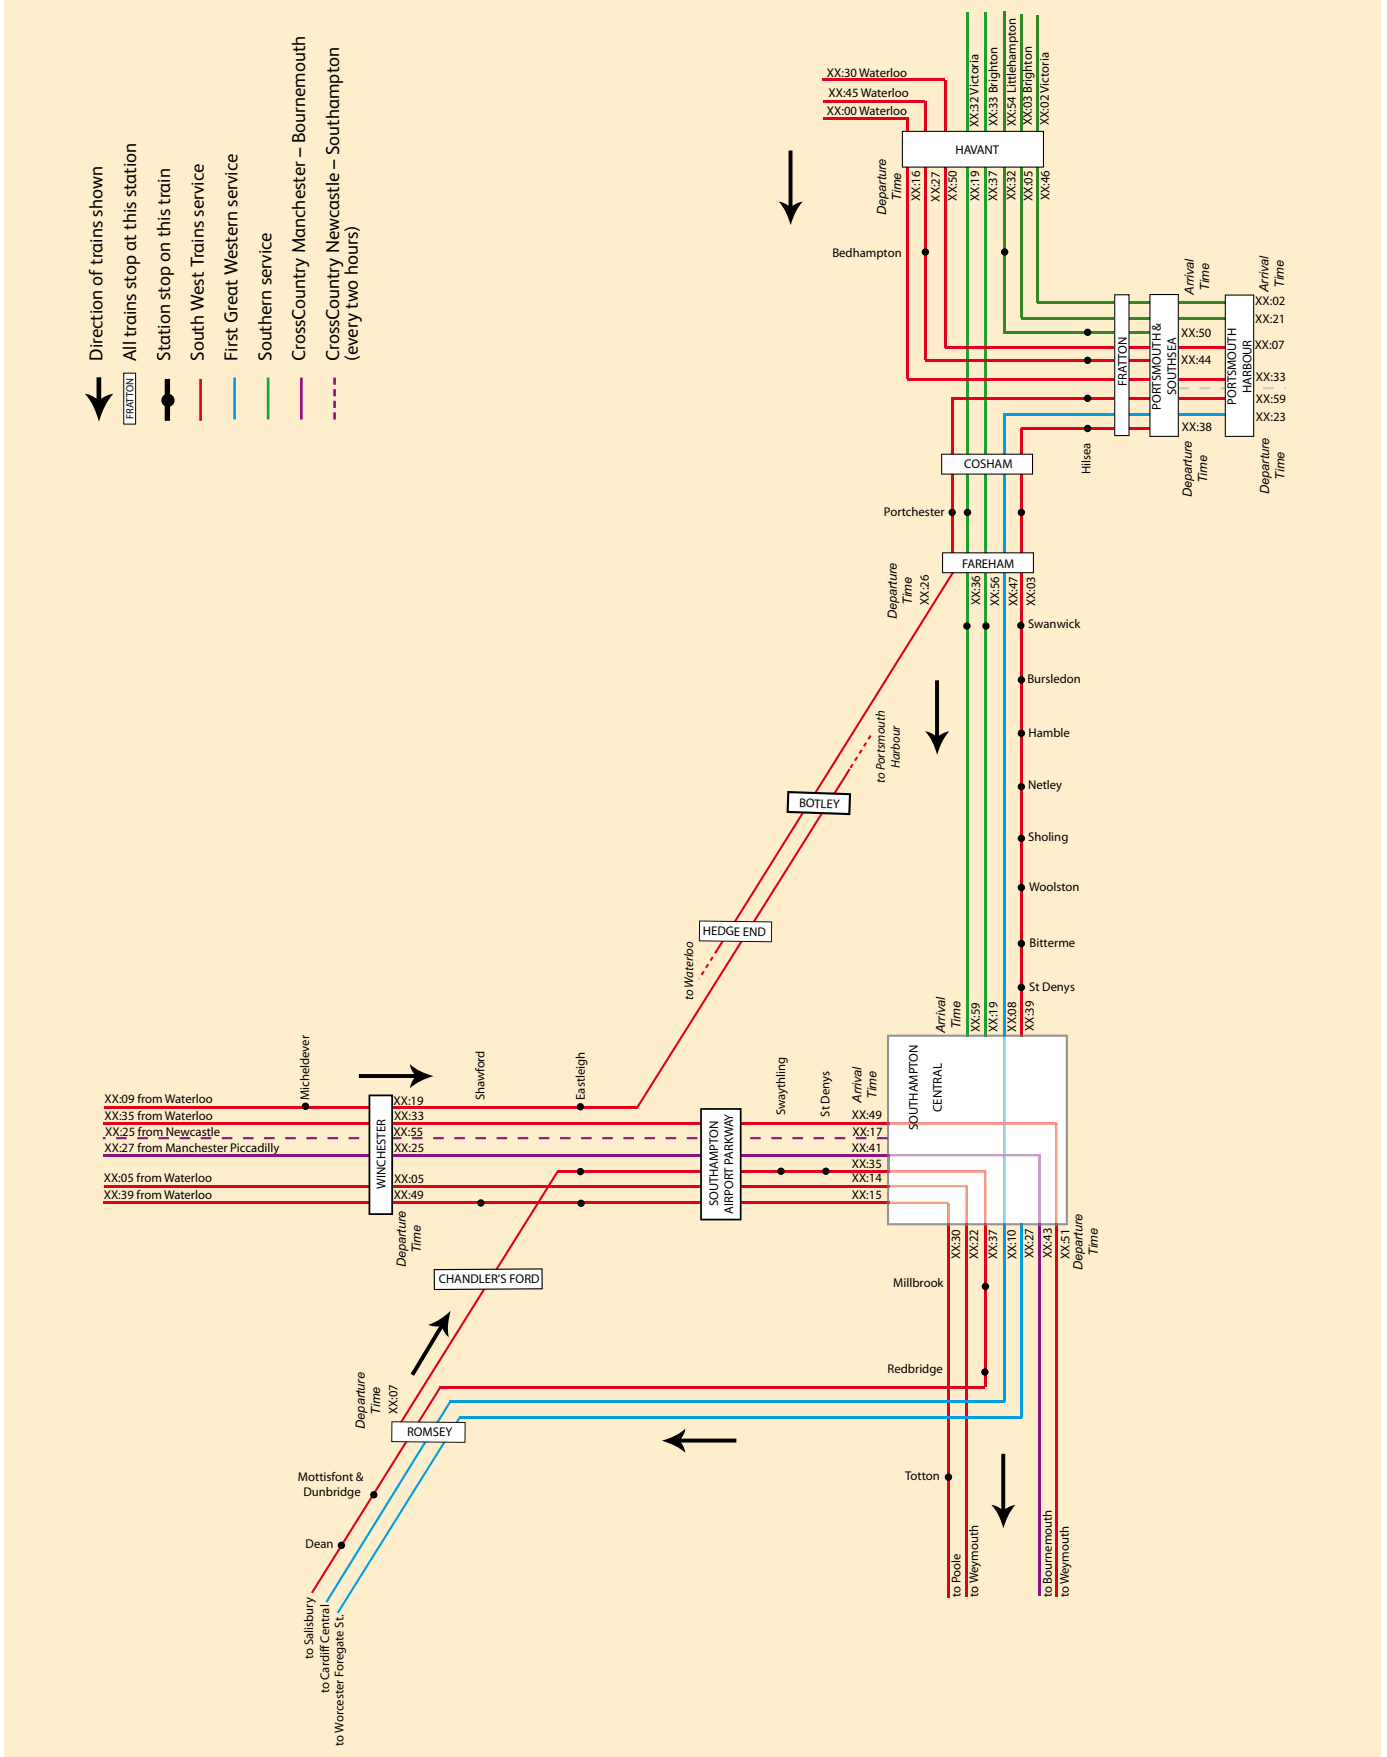 Direction of trains shown
All trains stop at this station
FRATTON
Station stop on this train
South West Trains service
First Great Western service
Southern service
CrossCountry Manchester – Bournemouth
CrossCountry Newcastle – Southampton
(every two hours)
XX:30 Waterloo
XX:45 Waterloo
XX:00 Waterloo
XX:32 Victoria
XX:33 Brighton
XX:54 Littlehampton
XX:03 Brighton
XX:02 Victoria
HAVANT
Departure
Time
XX:16
XX:27
XX:50
XX:19
XX:37
XX:32
XX:05
XX:46
Bedhampton
Arrival
Time
Arrival
Time
FRATTON
PORTSMOUTH &
SOUTHSEA
PORTSMOUTH
HARBOUR
XX:02
XX:21
XX:50
XX:07
XX:44
XX:33
XX:59
XX:23
XX:38
Hilsea
Departure
Time
Departure
Time
COSHAM
Portchester
FAREHAM
Departure
Time
XX:26
XX:36
XX:56
XX:47
XX:03
Swanwick
Bursledon
Hamble
Netley
Sholing
Woolston
Bitterme
St Denys
to Portsmouth
Harbour
BOTLEY
HEDGE END
to Waterloo
Arrival
Time
XX:59
XX:19
XX:08
XX:39
SOUTHAMPTON
CENTRAL
Micheldever
Shawford
Eastleigh
Swaythling
St Denys
Arrival
Time
XX:09 from Waterloo
XX:35 from Waterloo
XX:25 from Newcastle
XX:27 from Manchester Piccadilly
XX:05 from Waterloo
XX:39 from Waterloo
WINCHESTER
XX:19
XX:33
XX:55
XX:25
XX:05
XX:49
Departure
Time
SOUTHAMPTON
AIRPORT PARKWAY
XX:49
XX:17
XX:41
XX:35
XX:14
XX:15
XX:30
XX:22
XX:37
XX:10
XX:27
XX:43
XX:51
Departure
Time
CHANDLER'S FORD
Millbrook
Redbridge
Departure
Time
XX:07
ROMSEY
Totton
Mottisfont &
Dunbridge
Dean
to Poole
to Weymouth
to Bournemouth
to Weymouth
to Salisbury
to Cardiff Central
to Worcester Foregate St.